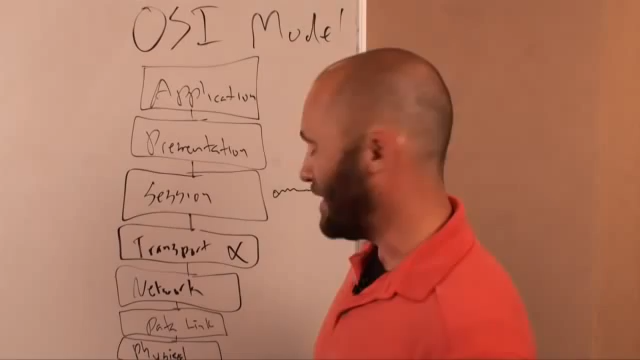 OSI Model
Application
Presentation
Session
Transport α
Network
Data Link
Physical